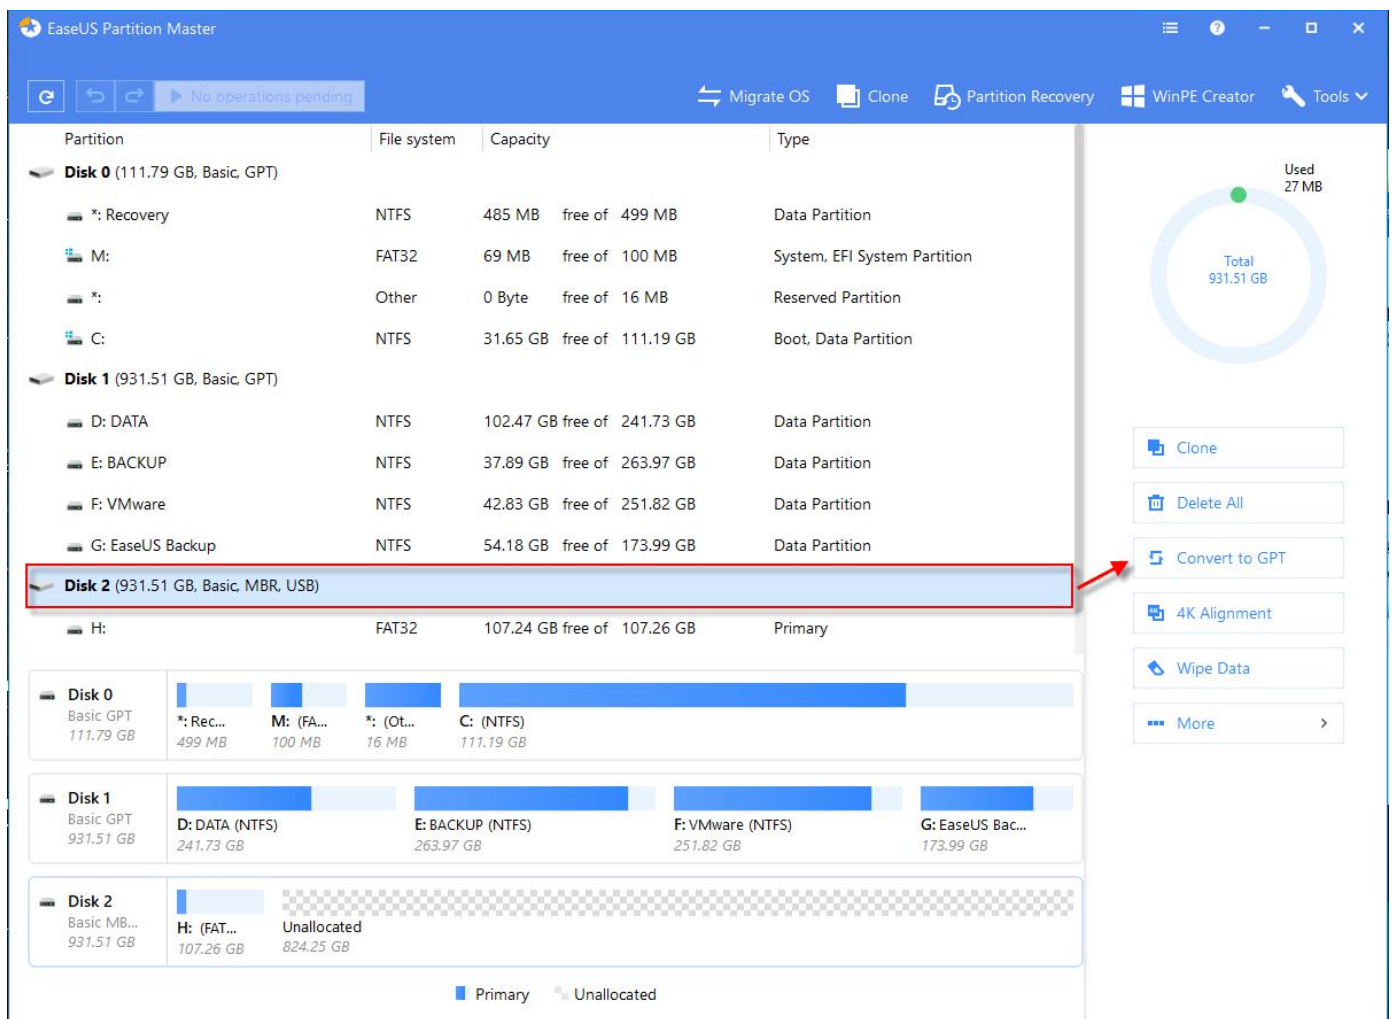 EaseUS Partition Master
No operations pending
Migrate OS Clone Partition Recovery WinPE Creator Tools
Partition File system Capacity Type
Disk 0 (111.79 GB, Basic, GPT)
*: Recovery NTFS 485 MB free of 499 MB Data Partition
M: FAT32 69 MB free of 100 MB System, EFI System Partition
*: Other 0 Byte free of 16 MB Reserved Partition
C: NTFS 31.65 GB free of 111.19 GB Boot, Data Partition
Disk 1 (931.51 GB, Basic, GPT)
D: DATA NTFS 102.47 GB free of 241.73 GB Data Partition
E: BACKUP NTFS 37.89 GB free of 263.97 GB Data Partition
F: VMware NTFS 42.83 GB free of 251.82 GB Data Partition
G: EaseUS Backup NTFS 54.18 GB free of 173.99 GB Data Partition
Disk 2 (931.51 GB, Basic, MBR, USB)
H: FAT32 107.24 GB free of 107.26 GB Primary
Used
27 MB
Total
931.51 GB
Clone
Delete All
Convert to GPT
4K Alignment
Wipe Data
More
Disk 0
Basic GPT
111.79 GB
*: Rec... M: (FA... *: (Ot... C: (NTFS)
499 MB 100 MB 16 MB 111.19 GB
Disk 1
Basic GPT
931.51 GB
D: DATA (NTFS) E: BACKUP (NTFS) F: VMware (NTFS) G: EaseUS Bac...
241.73 GB 263.97 GB 251.82 GB 173.99 GB
Disk 2
Basic MB...
931.51 GB
H: (FAT... Unallocated
107.26 GB 824.25 GB
Primary Unallocated